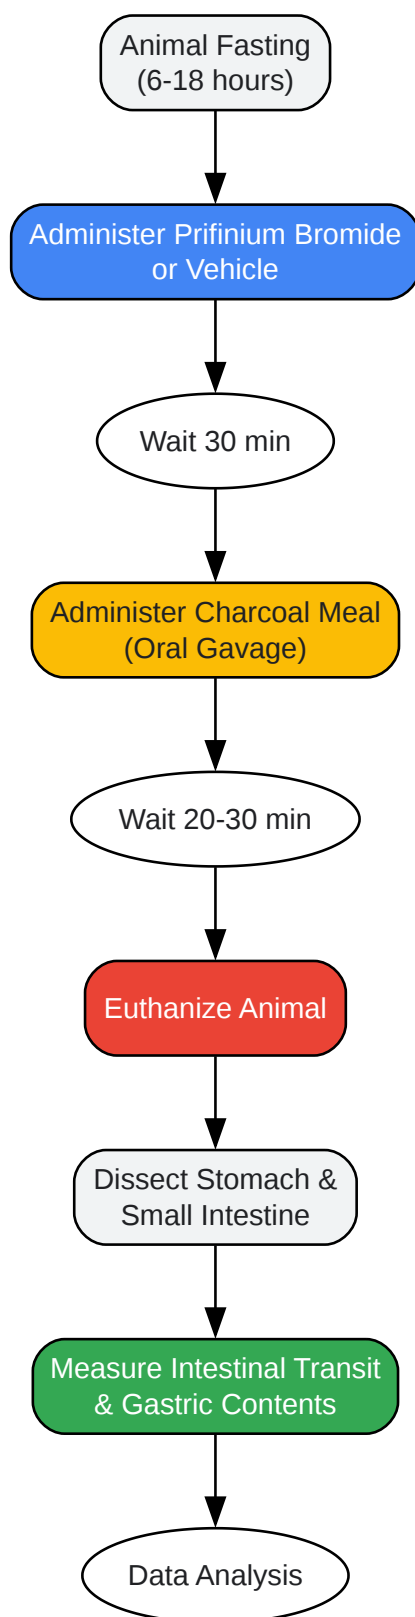 Animal Fasting
(6-18 hours)
Administer Prifinium Bromide
or Vehicle
Wait 30 min
Administer Charcoal Meal
(Oral Gavage)
Wait 20-30 min
Euthanize Animal
Dissect Stomach &
Small Intestine
Measure Intestinal Transit
& Gastric Contents
Data Analysis